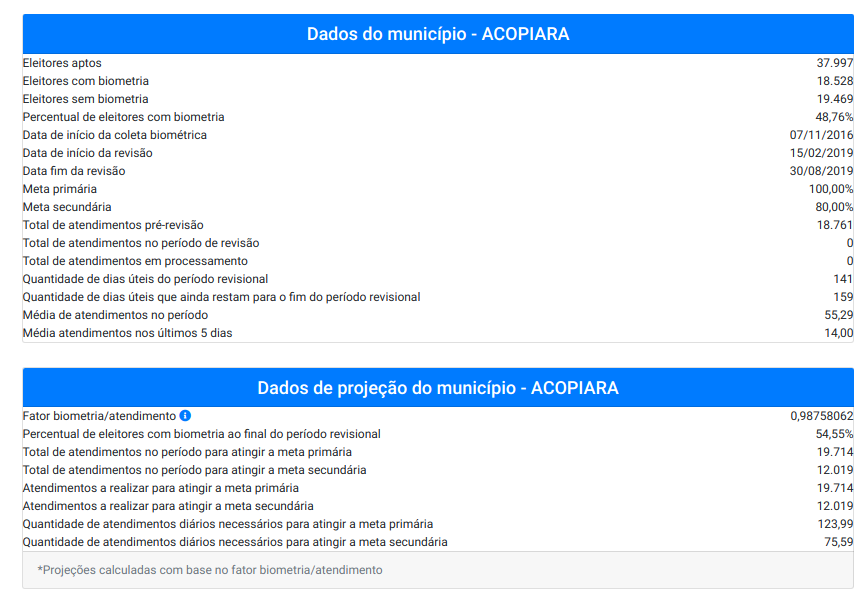 Dados do município - ACOPIARA
Eleitores aptos 37.997
Eleitores com biometria 18.528
Eleitores sem biometria 19.469
Percentual de eleitores com biometria 48,76%
Data de início da coleta biométrica 07/11/2016
Data de início da revisão 15/02/2019
Data fim da revisão 30/08/2019
Meta primária 100,00%
Meta secundária 80,00%
Total de atendimentos pré-revisão 18.761
Total de atendimentos no período de revisão 0
Total de atendimentos em processamento 0
Quantidade de dias úteis do período revisional 141
Quantidade de dias úteis que ainda restam para o fim do período revisional 159
Média de atendimentos no período 55,29
Média atendimentos nos últimos 5 dias 14,00
Dados de projeção do município - ACOPIARA
Fator biometria/atendimento 0,98758062
Percentual de eleitores com biometria ao final do período revisional 54,55%
Total de atendimentos no período para atingir a meta primária 19.714
Total de atendimentos no período para atingir a meta secundária 12.019
Atendimentos a realizar para atingir a meta primária 19.714
Atendimentos a realizar para atingir a meta secundária 12.019
Quantidade de atendimentos diários necessários para atingir a meta primária 123,99
Quantidade de atendimentos diários necessários para atingir a meta secundária 75,59
*Projeções calculadas com base no fator biometria/atendimento